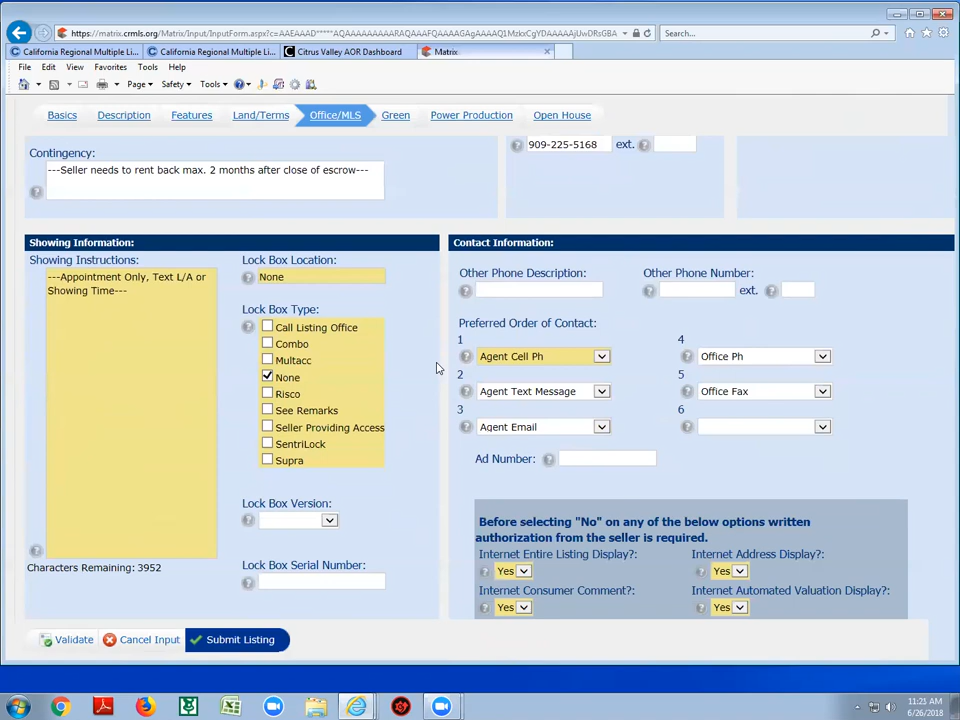 https://matrix.crmls.org/Matrix/Input/InputForm.aspx?c=AAEAAAD*****AQAAAAAAAAARAQAAAFQAAAAGAgAAAAQ1MzkxCgYDAAAAAjUwDRsGBA
Search...
California Regional Multiple Li...
California Regional Multiple Li...
Citrus Valley AOR Dashboard
Matrix
File Edit View Favorites Tools Help
Page Safety Tools
Basics Description Features Land/Terms Office/MLS Green Power Production Open House
Contingency:
---Seller needs to rent back max. 2 months after close of escrow---
909-225-5168 ext.
Showing Information:
Showing Instructions:
---Appointment Only, Text L/A or
Showing Time---
Characters Remaining: 3952
Lock Box Location:
None
Lock Box Type:
Call Listing Office
Combo
Multacc
None
Risco
See Remarks
Seller Providing Access
SentriLock
Supra
Lock Box Version:
Lock Box Serial Number:
Contact Information:
Other Phone Description: Other Phone Number:
ext.
Preferred Order of Contact:
1 4
Agent Cell Ph Office Ph
2 5
Agent Text Message Office Fax
3 6
Agent Email
Ad Number:
Before selecting "No" on any of the below options written
authorization from the seller is required.
Internet Entire Listing Display?: Internet Address Display?:
Yes Yes
Internet Consumer Comment?: Internet Automated Valuation Display?:
Yes Yes
Validate Cancel Input Submit Listing
11:21 AM
6/26/2018